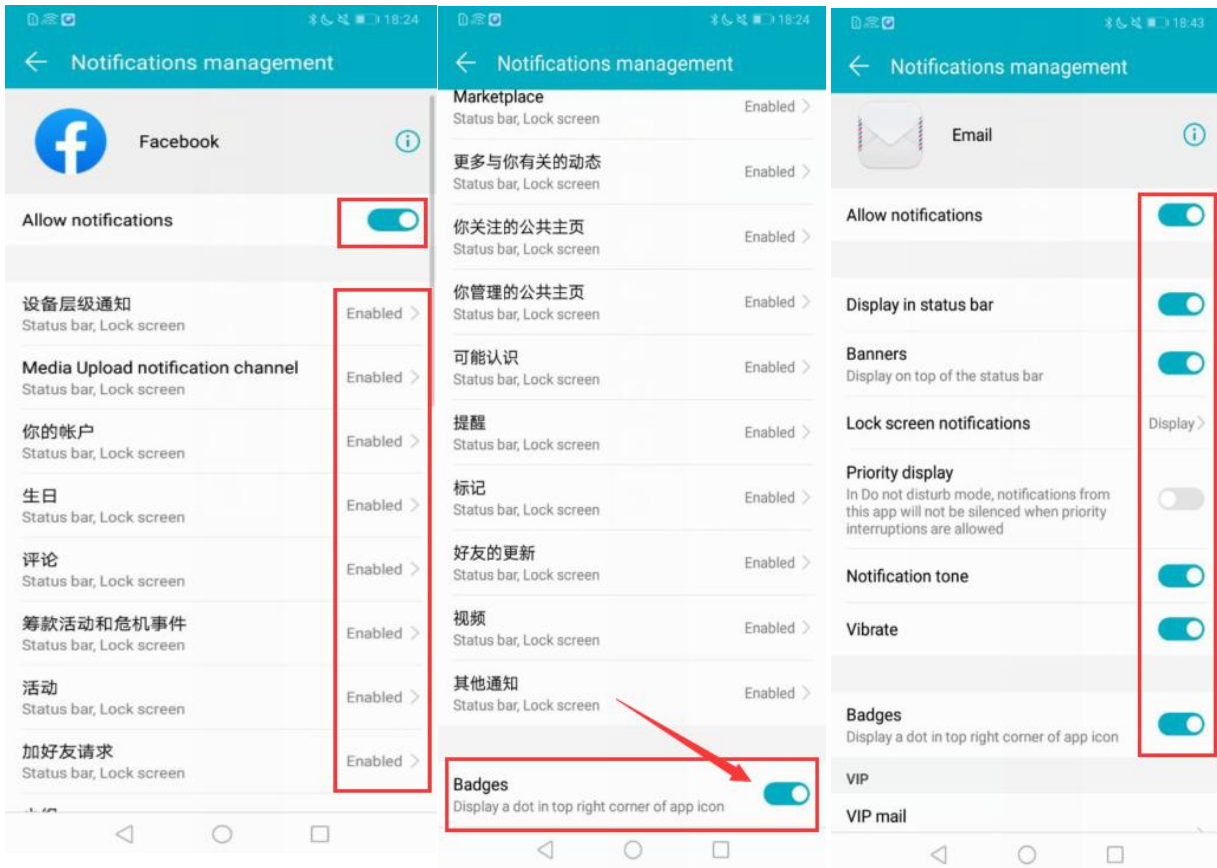 18:24
Notifications management
Facebook
Allow notifications
设备层级通知
Status bar, Lock screen
Enabled
Media Upload notification channel
Status bar, Lock screen
Enabled
你的帐户
Status bar, Lock screen
Enabled
生日
Status bar, Lock screen
Enabled
评论
Status bar, Lock screen
Enabled
筹款活动和危机事件
Status bar, Lock screen
Enabled
活动
Status bar, Lock screen
Enabled
加好友请求
Status bar, Lock screen
Enabled
18:24
Notifications management
Marketplace
Status bar, Lock screen
Enabled
更多与你有关的动态
Status bar, Lock screen
Enabled
你关注的公共主页
Status bar, Lock screen
Enabled
你管理的公共主页
Status bar, Lock screen
Enabled
可能认识
Status bar, Lock screen
Enabled
提醒
Status bar, Lock screen
Enabled
标记
Status bar, Lock screen
Enabled
好友的更新
Status bar, Lock screen
Enabled
视频
Status bar, Lock screen
Enabled
其他通知
Status bar, Lock screen
Enabled
Badges
Display a dot in top right corner of app icon
18:43
Notifications management
Email
Allow notifications
Display in status bar
Banners
Display on top of the status bar
Lock screen notifications
Display
Priority display
In Do not disturb mode, notifications from
this app will not be silenced when priority
interruptions are allowed
Notification tone
Vibrate
Badges
Display a dot in top right corner of app icon
VIP
VIP mail